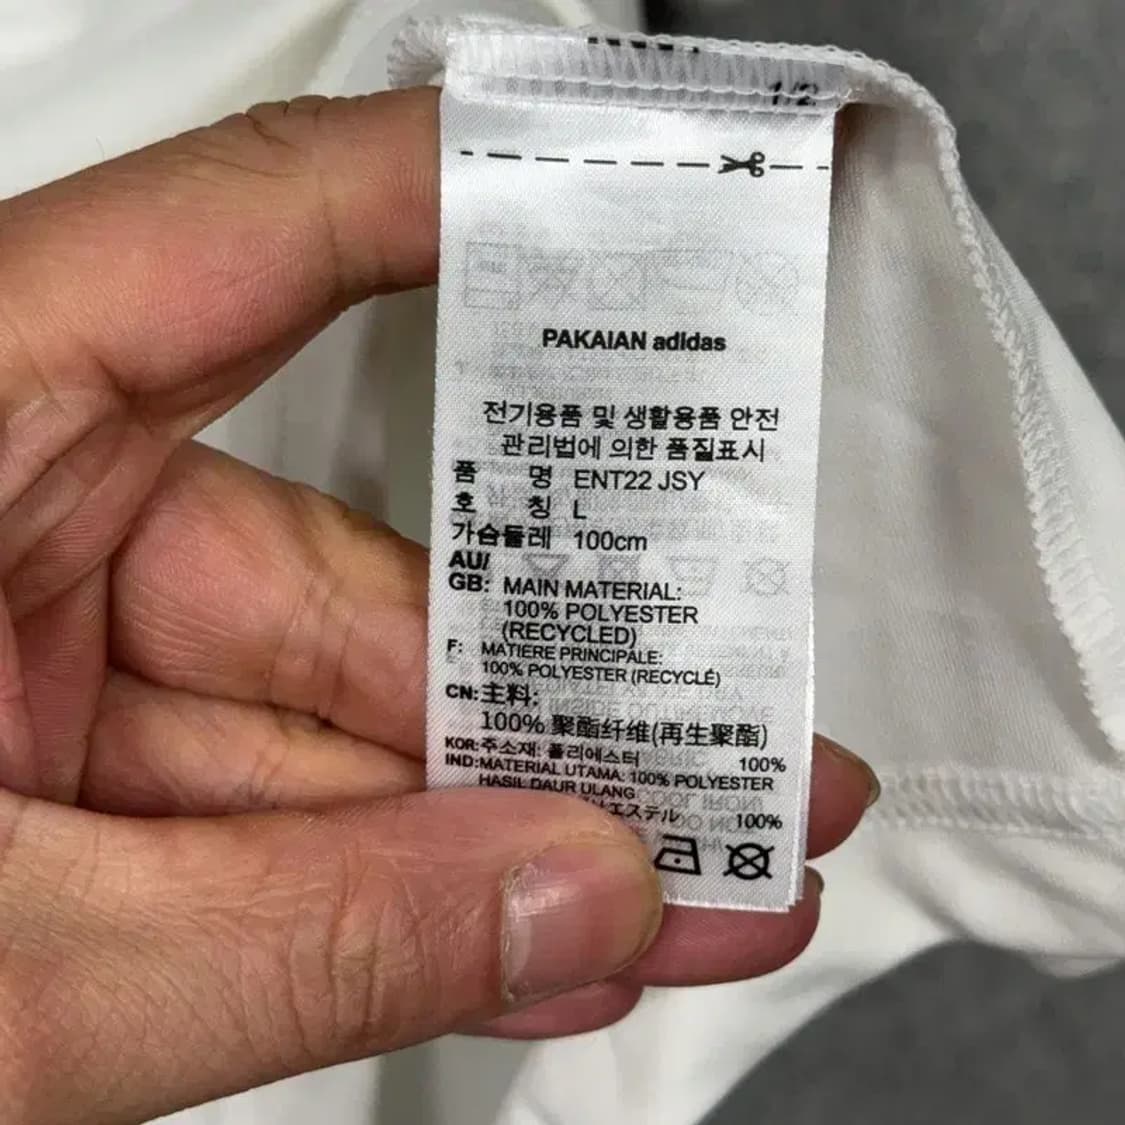 1/2
PAKAIAN adidas
전기용품 및 생활용품 안전
관리법에 의한 품질표시
품 명 ENT22 JSY
호 칭 L
가슴둘레 100cm
AU/
GB: MAIN MATERIAL:
100% POLYESTER
(RECYCLED)
F: MATIERE PRINCIPALE:
100% POLYESTER (RECYCLÉ)
CN: 主料:
100% 聚酯纤维(再生聚酯)
KOR: 주소재: 폴리에스터 100%
IND: MATERIAL UTAMA: 100% POLYESTER
HASIL DAUR ULANG
エステル 100%